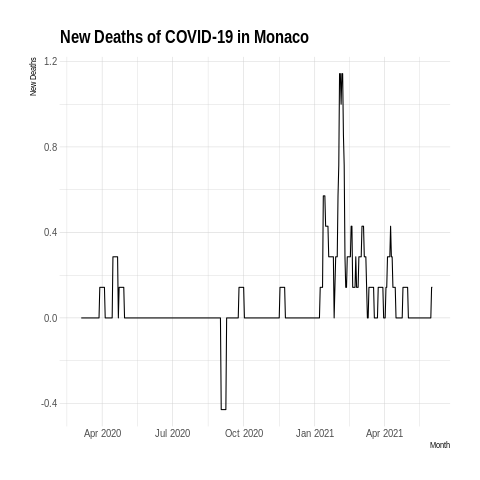 New Deaths of COVID-19 in Monaco
New Deaths
1.2
0.8
0.4
0.0
-0.4
Apr 2020 Jul 2020 Oct 2020 Jan 2021 Apr 2021
Month